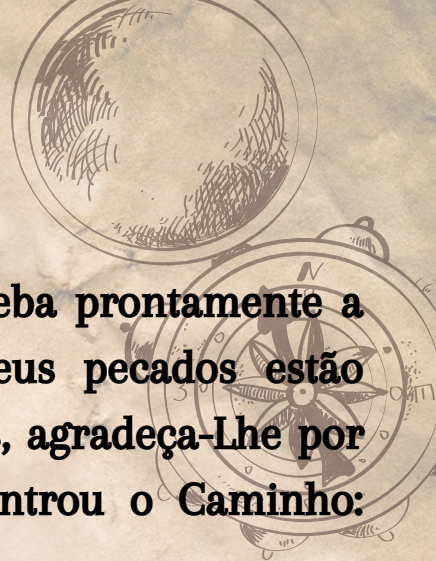 N
eba prontamente a
eus pecados estão
, agradeça-Lhe por
ntrou o Caminho: